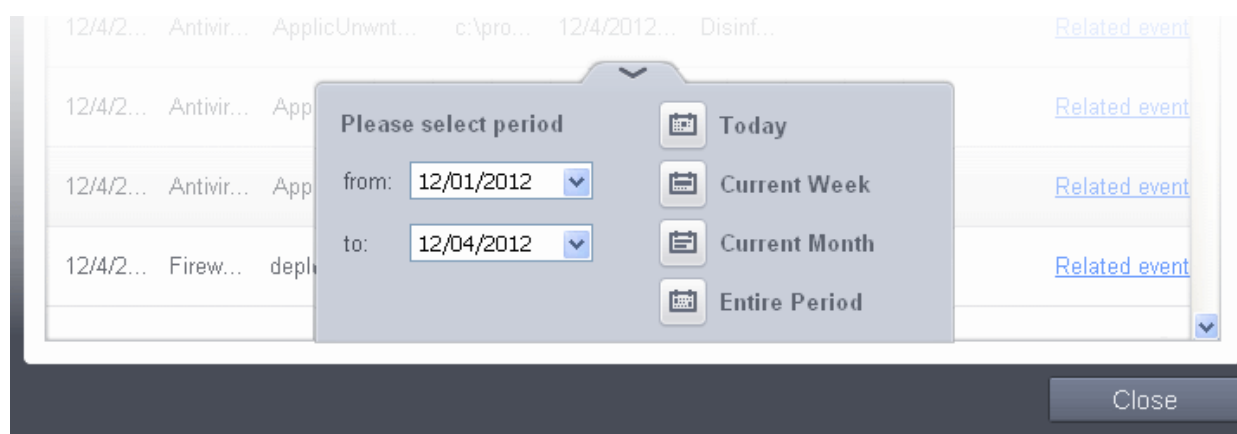 12/4/2... Antivir... ApplicUnwnt... c:\pro... 12/4/2012... Disinf... Related event
12/4/2... Antivir... App Related event
Please select period
Today
12/4/2... Antivir... App Related event
from: 12/01/2012
Current Week
to: 12/04/2012
Current Month
12/4/2... Firew... deplu Related event
Entire Period
Close